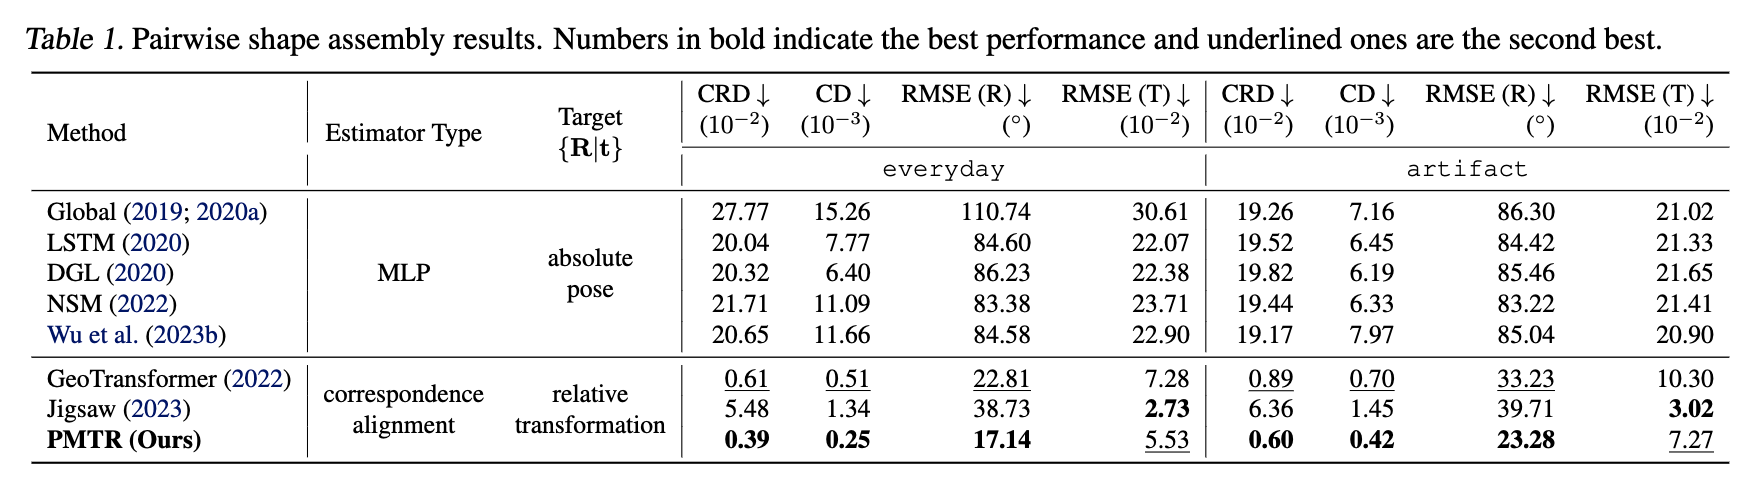 Table 1. Pairwise shape assembly results. Numbers in bold indicate the best performance and underlined ones are the second best.
Method Estimator Type Target {R|t} CRD ↓ (10⁻²) CD ↓ (10⁻³) RMSE (R) ↓ (°) RMSE (T) ↓ (10⁻²) CRD ↓ (10⁻²) CD ↓ (10⁻³) RMSE (R) ↓ (°) RMSE (T) ↓ (10⁻²)
everyday artifact
Global (2019; 2020a) 27.77 15.26 110.74 30.61 19.26 7.16 86.30 21.02
LSTM (2020) 20.04 7.77 84.60 22.07 19.52 6.45 84.42 21.33
DGL (2020) MLP absolute pose 20.32 6.40 86.23 22.38 19.82 6.19 85.46 21.65
NSM (2022) 21.71 11.09 83.38 23.71 19.44 6.33 83.22 21.41
Wu et al. (2023b) 20.65 11.66 84.58 22.90 19.17 7.97 85.04 20.90
GeoTransformer (2022) 0.61 0.51 22.81 7.28 0.89 0.70 33.23 10.30
Jigsaw (2023) correspondence alignment relative transformation 5.48 1.34 38.73 2.73 6.36 1.45 39.71 3.02
PMTR (Ours) 0.39 0.25 17.14 5.53 0.60 0.42 23.28 7.27